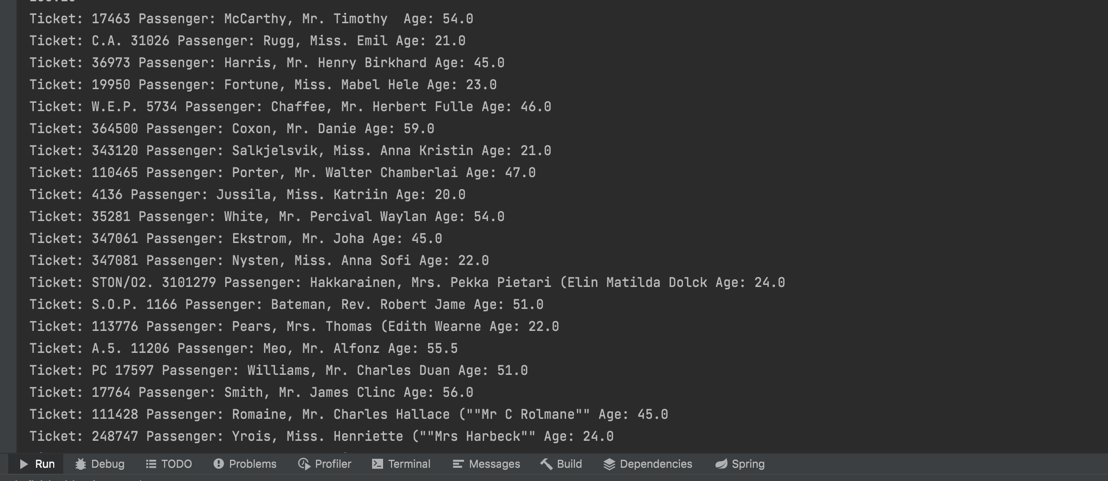 Ticket: 17463 Passenger: McCarthy, Mr. Timothy  Age: 54.0
Ticket: C.A. 31026 Passenger: Rugg, Miss. Emil Age: 21.0
Ticket: 36973 Passenger: Harris, Mr. Henry Birkhard Age: 45.0
Ticket: 19950 Passenger: Fortune, Miss. Mabel Hele Age: 23.0
Ticket: W.E.P. 5734 Passenger: Chaffee, Mr. Herbert Fulle Age: 46.0
Ticket: 364500 Passenger: Coxon, Mr. Danie Age: 59.0
Ticket: 343120 Passenger: Salkjelsvik, Miss. Anna Kristin Age: 21.0
Ticket: 110465 Passenger: Porter, Mr. Walter Chamberlai Age: 47.0
Ticket: 4136 Passenger: Jussila, Miss. Katriin Age: 20.0
Ticket: 35281 Passenger: White, Mr. Percival Waylan Age: 54.0
Ticket: 347061 Passenger: Ekstrom, Mr. Joha Age: 45.0
Ticket: 347081 Passenger: Nysten, Miss. Anna Sofi Age: 22.0
Ticket: STON/O2. 3101279 Passenger: Hakkarainen, Mrs. Pekka Pietari (Elin Matilda Dolck Age: 24.0
Ticket: S.O.P. 1166 Passenger: Bateman, Rev. Robert Jame Age: 51.0
Ticket: 113776 Passenger: Pears, Mrs. Thomas (Edith Wearne Age: 22.0
Ticket: A.5. 11206 Passenger: Meo, Mr. Alfonz Age: 55.5
Ticket: PC 17597 Passenger: Williams, Mr. Charles Duan Age: 51.0
Ticket: 17764 Passenger: Smith, Mr. James Clinc Age: 56.0
Ticket: 111428 Passenger: Romaine, Mr. Charles Hallace (""Mr C Rolmane"" Age: 45.0
Ticket: 248747 Passenger: Yrois, Miss. Henriette (""Mrs Harbeck"" Age: 24.0
Run Debug TODO Problems Profiler Terminal Messages Build Dependencies Spring